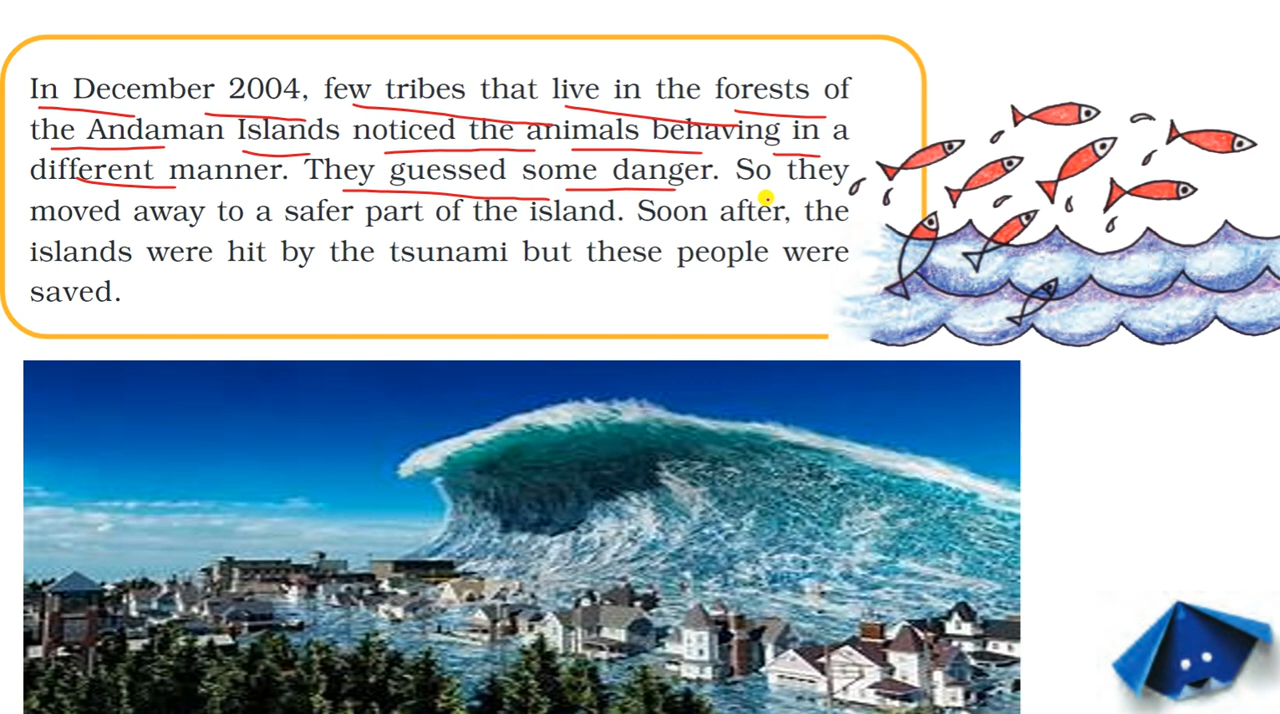 In December 2004, few tribes that live in the forests of
the Andaman Islands noticed the animals behaving in a
different manner. They guessed some danger. So they
moved away to a safer part of the island. Soon after, the
islands were hit by the tsunami but these people were
saved.